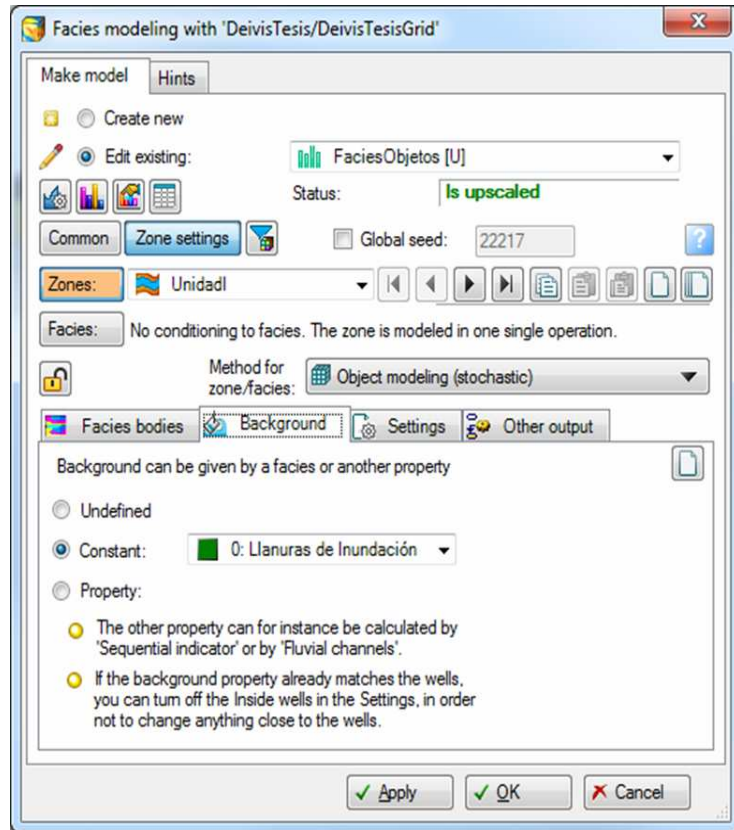 Facies modeling with 'DeivisTesis/DeivisTesisGrid'
Make model Hints
Create new
Edit existing: FaciesObjetos [U]
Status: Is upscaled
Common Zone settings Global seed: 22217 ?
Zones: UnidadI
Facies: No conditioning to facies. The zone is modeled in one single operation.
Method for
zone/facies: Object modeling (stochastic)
Facies bodies Background Settings Other output
Background can be given by a facies or another property
Undefined
Constant: 0: Llanuras de Inundación
Property:
The other property can for instance be calculated by
'Sequential indicator' or by 'Fluvial channels'.
If the background property already matches the wells,
you can turn off the Inside wells in the Settings, in order
not to change anything close to the wells.
Apply OK Cancel